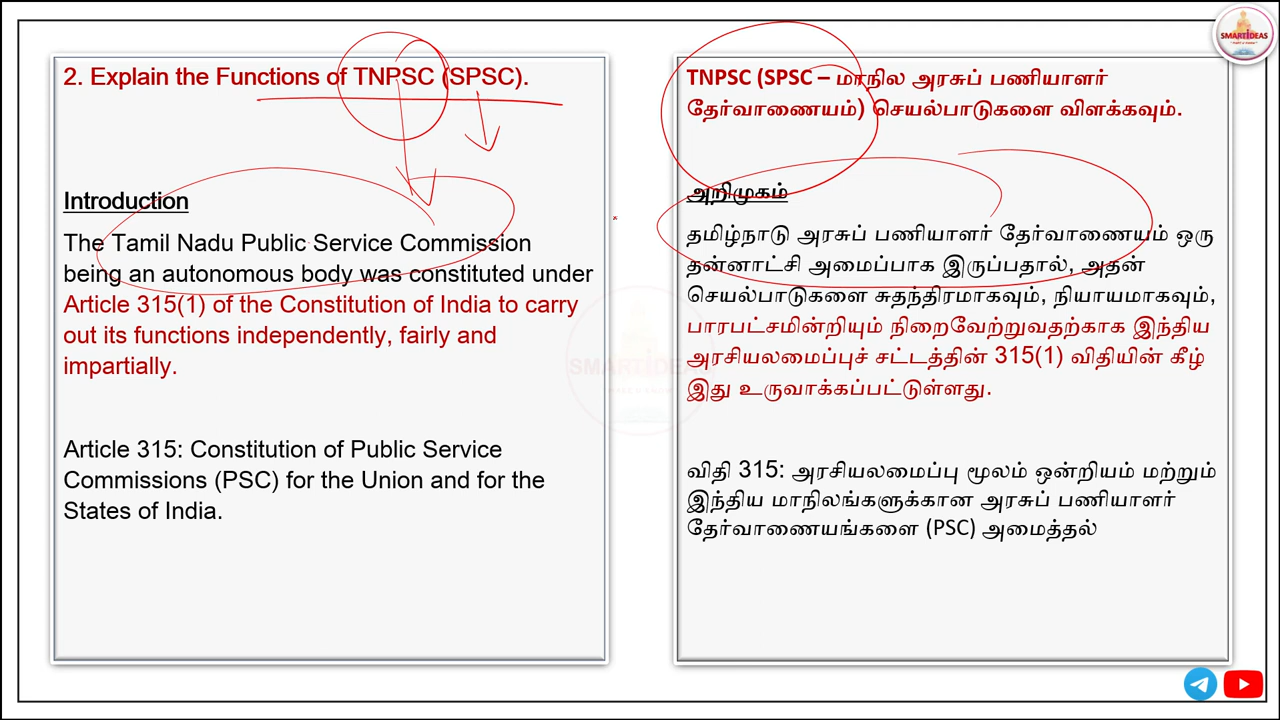 SMARTIDEAS
2. Explain the Functions of TNPSC (SPSC).
Introduction
The Tamil Nadu Public Service Commission
being an autonomous body was constituted under
Article 315(1) of the Constitution of India to carry
out its functions independently, fairly and
impartially.
Article 315: Constitution of Public Service
Commissions (PSC) for the Union and for the
States of India.
TNPSC (SPSC – மாநில அரசுப் பணியாளர்
தேர்வாணையம்) செயல்பாடுகளை விளக்கவும்.
அறிமுகம்
தமிழ்நாடு அரசுப் பணியாளர் தேர்வாணையம் ஒரு
தன்னாட்சி அமைப்பாக இருப்பதால், அதன்
செயல்பாடுகளை சுதந்திரமாகவும், நியாயமாகவும்,
பாரபட்சமின்றியும் நிறைவேற்றுவதற்காக இந்திய
அரசியலமைப்புச் சட்டத்தின் 315(1) விதியின் கீழ்
இது உருவாக்கப்பட்டுள்ளது.
விதி 315: அரசியலமைப்பு மூலம் ஒன்றியம் மற்றும்
இந்திய மாநிலங்களுக்கான அரசுப் பணியாளர்
தேர்வாணையங்களை (PSC) அமைத்தல்
SMARTIDEAS